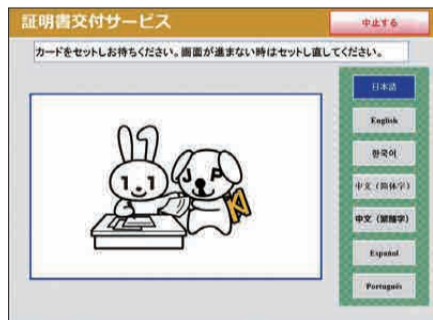 証明書交付サービス
中止する
カードをセットしお待ちください。画面が進まない時はセットし直してください。
日本語
English
한국어
中文(简体字)
中文(繁體字)
Español
Português
1 1
J P